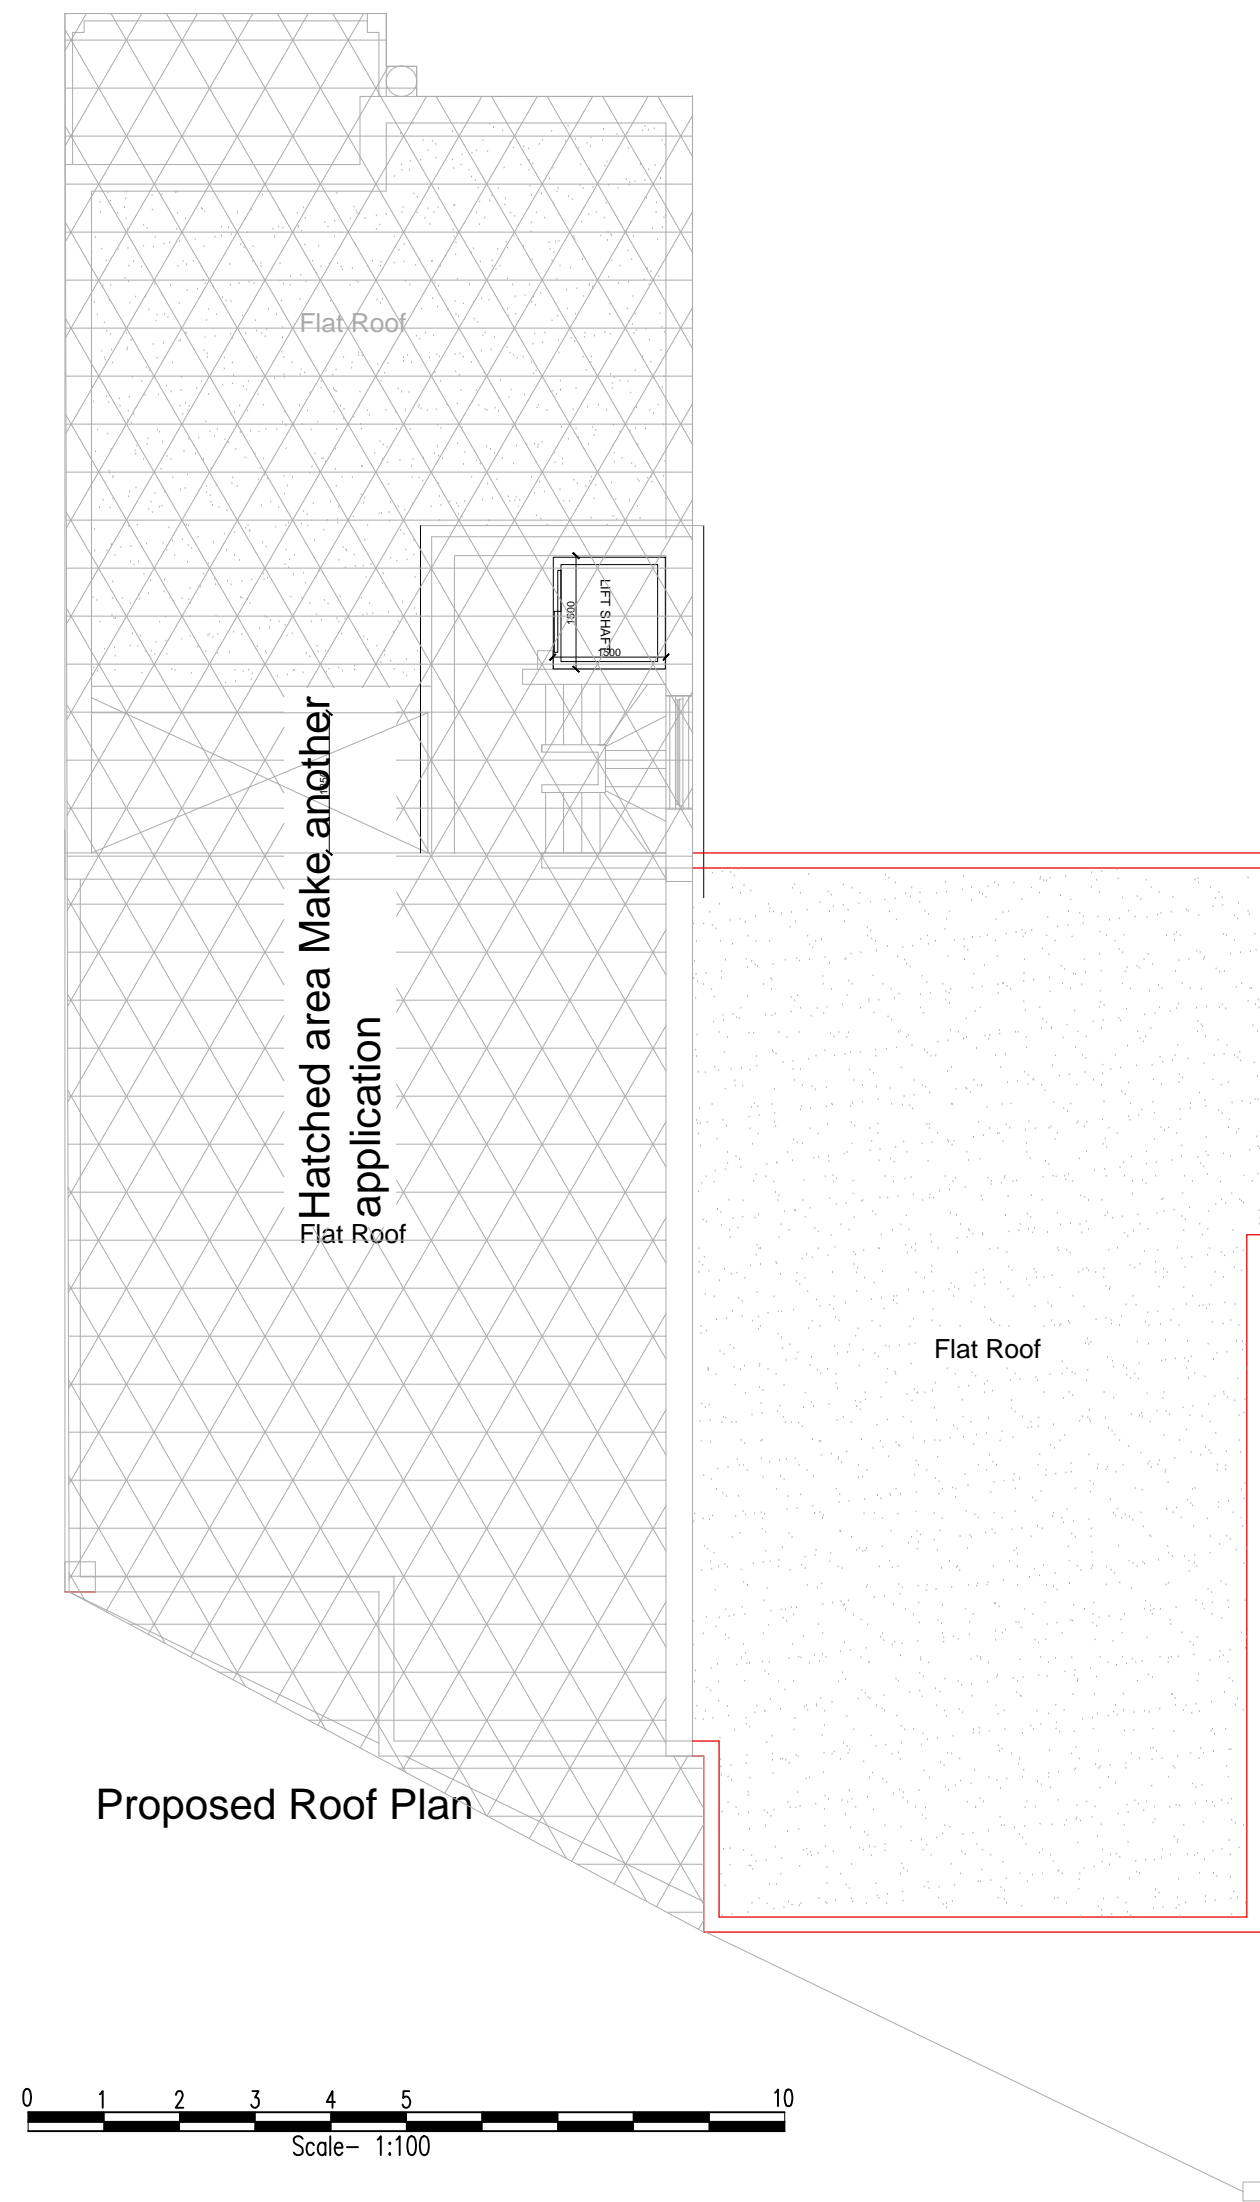 Flat Roof
LIFT SHAFT
1500
1500
Hatched area Make another
application
Flat Roof
Flat Roof
Proposed Roof Plan
0 1 2 3 4 5 10
Scale- 1:100